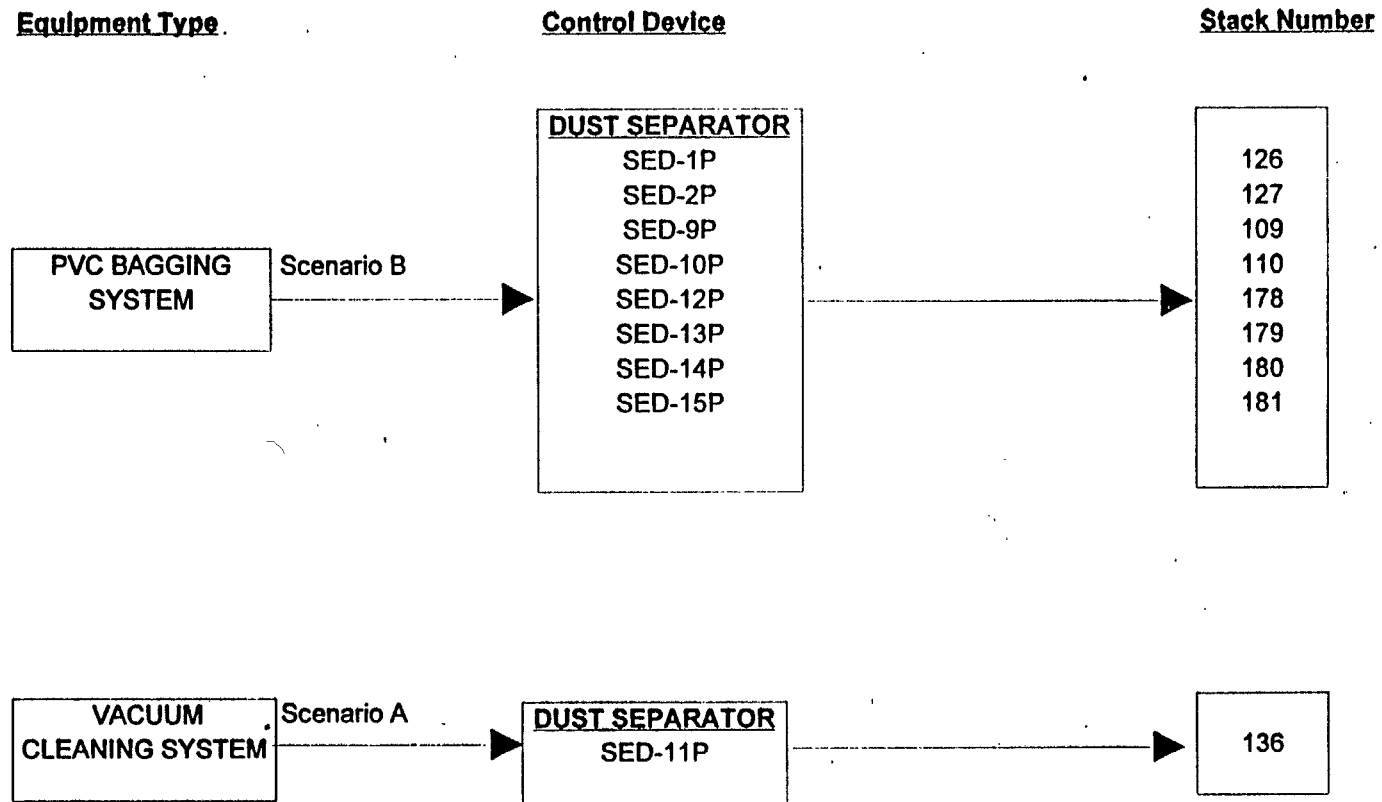 Equipment Type.
Control Device
Stack Number
DUST SEPARATOR
SED-1P
126
SED-2P
127
SED-9P
109
PVC BAGGING
Scenario B
SED-10P
110
SYSTEM
SED-12P
178
SED-13P
179
SED-14P
180
SED-15P
181
VACUUM
Scenario A
DUST SEPARATOR
CLEANING SYSTEM
SED-11P
136